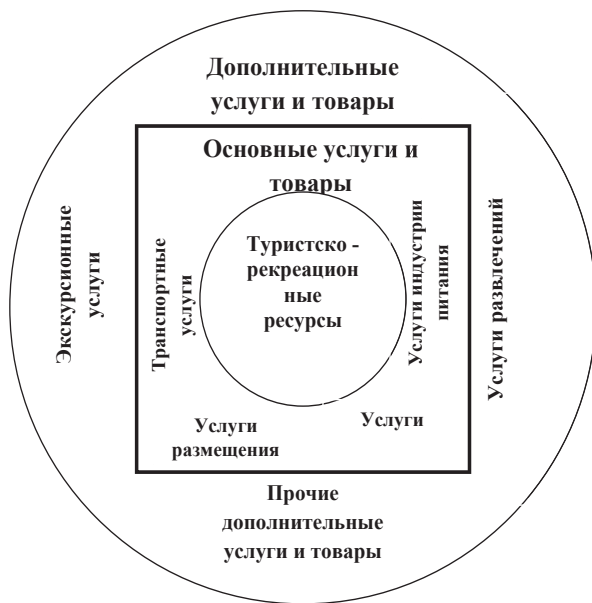 Дополнительные
услуги и товары
Основные услуги и
товары
Экскурсионные
услуги
Транспортные
услуги
Туристско -
рекреацион
ные
ресурсы
Услуги индустрии
питания
Услуги развлечений
Услуги
размещения
Услуги
Прочие
дополнительные
услуги и товары